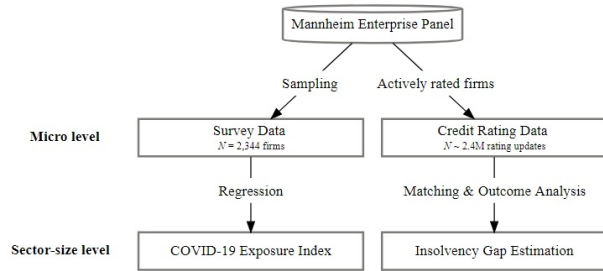 Mannheim Enterprise Panel
Sampling
Actively rated firms
Micro level
Survey Data
N = 2,344 firms
Credit Rating Data
N ~ 2.4M rating updates
Regression
Matching & Outcome Analysis
Sector-size level
COVID-19 Exposure Index
Insolvency Gap Estimation